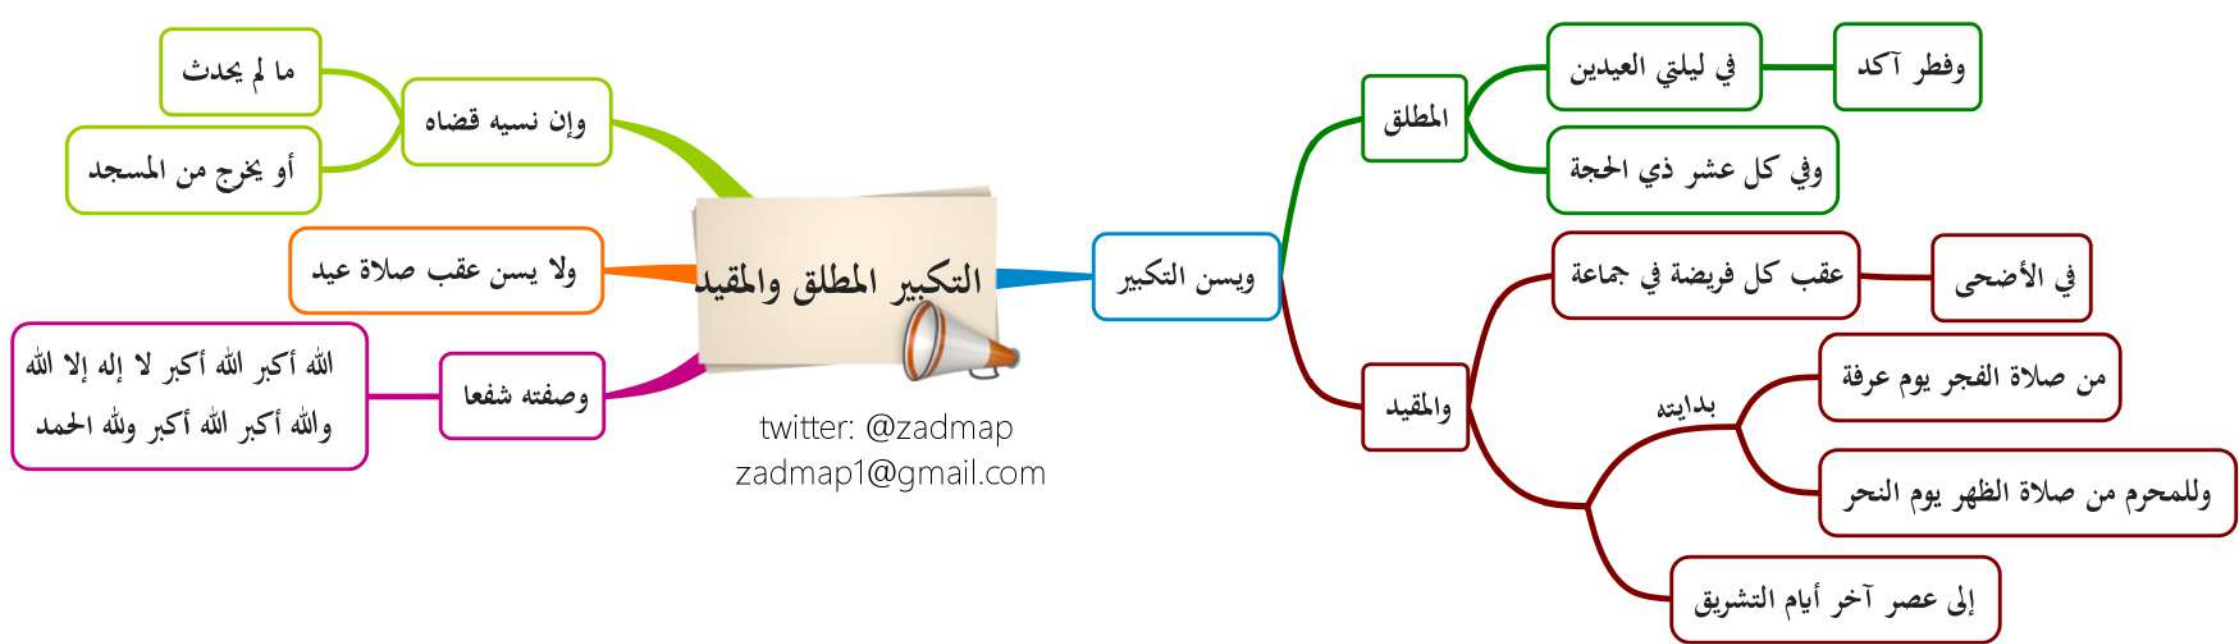 التكبير المطلق والمقيد
twitter: @zadmap
zadmap1@gmail.com
ويسن التكبير
المطلق
في ليلتي العيدين
وفطر آكد
وفي كل عشر ذي الحجة
والمقيد
عقب كل فريضة في جماعة
في الأضحى
بدايته
من صلاة الفجر يوم عرفة
وللمحرم من صلاة الظهر يوم النحر
إلى عصر آخر أيام التشريق
وإن نسيه قضاه
ما لم يحدث
أو يخرج من المسجد
ولا يسن عقب صلاة عيد
وصفته شفعا
الله أكبر الله أكبر لا إله إلا الله
والله أكبر الله أكبر ولله الحمد